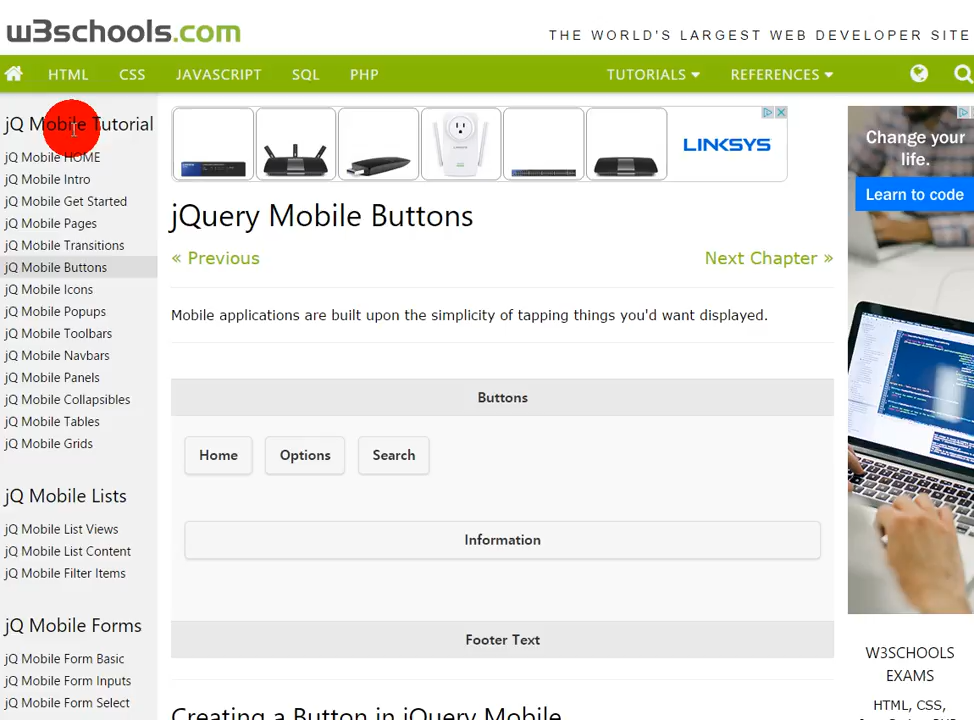 w3schools.com
THE WORLD'S LARGEST WEB DEVELOPER SITE
HTML CSS JAVASCRIPT SQL PHP TUTORIALS REFERENCES
jQ Mobile Tutorial
jQ Mobile HOME
jQ Mobile Intro
jQ Mobile Get Started
jQ Mobile Pages
jQ Mobile Transitions
jQ Mobile Buttons
jQ Mobile Icons
jQ Mobile Popups
jQ Mobile Toolbars
jQ Mobile Navbars
jQ Mobile Panels
jQ Mobile Collapsibles
jQ Mobile Tables
jQ Mobile Grids
jQ Mobile Lists
jQ Mobile List Views
jQ Mobile List Content
jQ Mobile Filter Items
jQ Mobile Forms
jQ Mobile Form Basic
jQ Mobile Form Inputs
jQ Mobile Form Select
LINKSYS
jQuery Mobile Buttons
« Previous
Next Chapter »
Mobile applications are built upon the simplicity of tapping things you'd want displayed.
Buttons
Home Options Search
Information
Footer Text
Creating a Button in jQuery Mobile
Change your
life.
Learn to code
W3SCHOOLS
EXAMS
HTML, CSS,